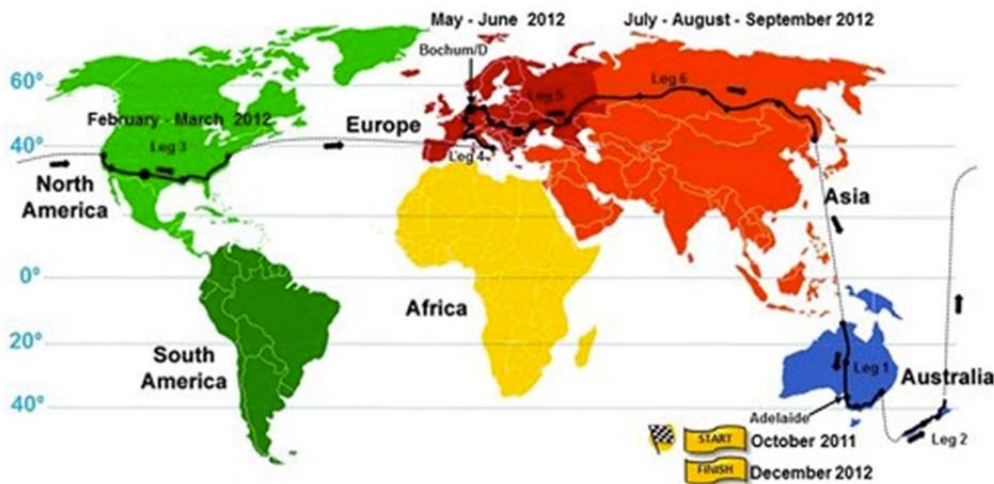 May - June 2012
July - August - September 2012
Bochum/D
60°
Leg 6
Leg 5
February - March 2012
Europe
Leg 3
40°
Leg 4
North
America
Asia
0°
Africa
20°
South
America
Leg 1
Australia
40°
Adelaide
START
October 2011
Leg 2
FINISH
December 2012